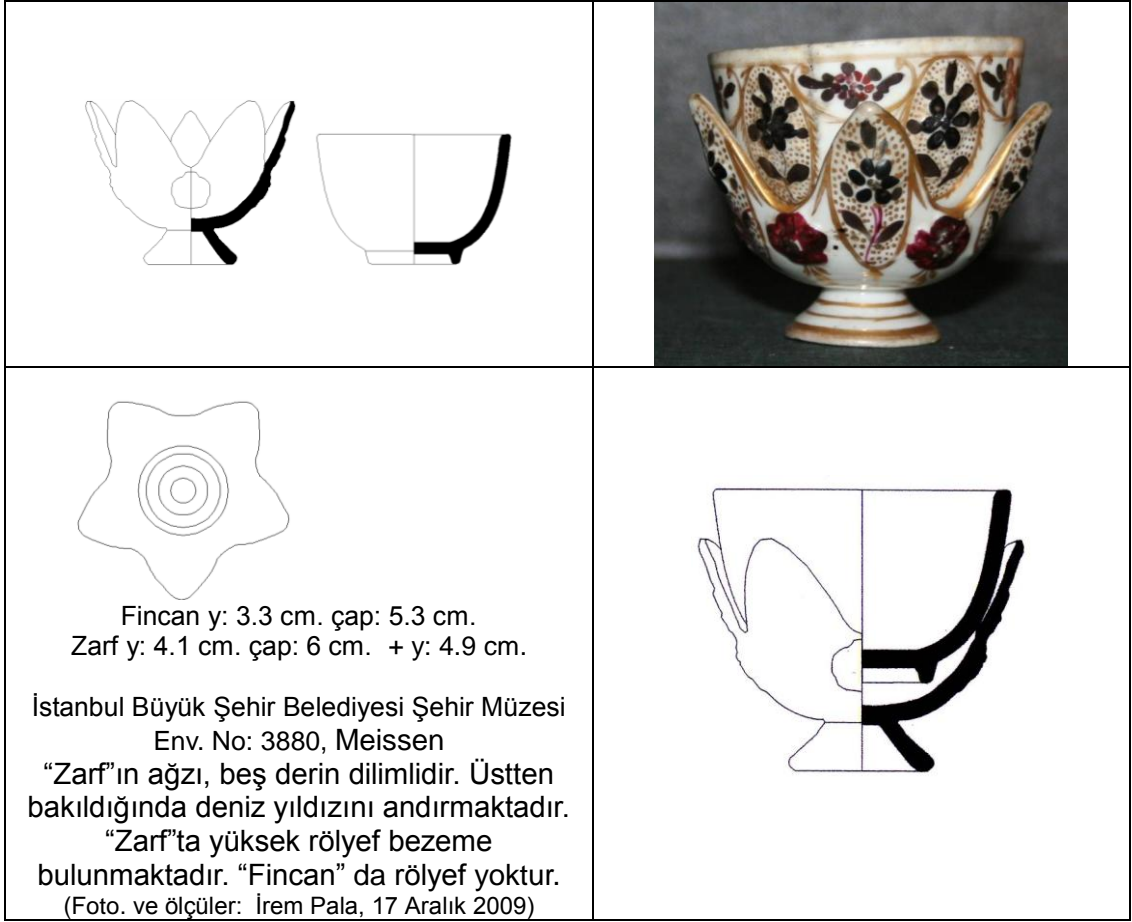 Fincan y: 3.3 cm. çap: 5.3 cm.
Zarf y: 4.1 cm. çap: 6 cm. + y: 4.9 cm.
İstanbul Büyük Şehir Belediyesi Şehir Müzesi
Env. No: 3880, Meissen
“Zarf”ın ağzı, beş derin dilimlidir. Üstten
bakıldığında deniz yıldızını andırmaktadır.
“Zarf”ta yüksek rölyef bezeme
bulunmaktadır. “Fincan” da rölyef yoktur.
(Foto. ve ölçüler: İrem Pala, 17 Aralık 2009)